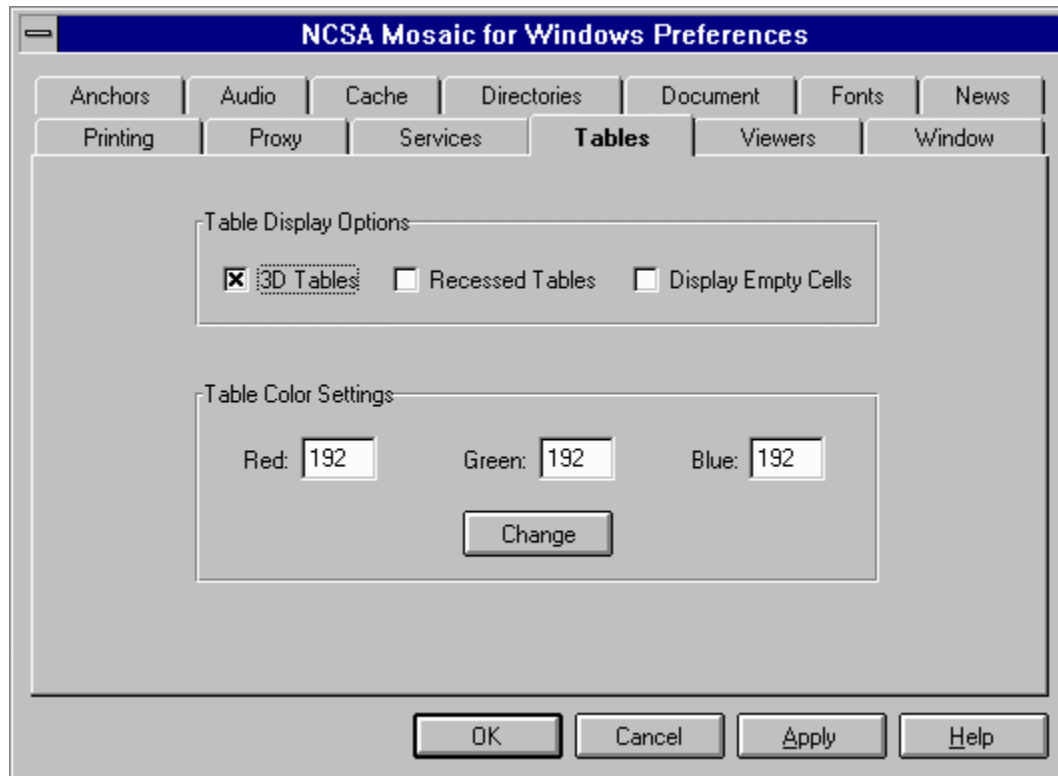 NCSA Mosaic for Windows Preferences
Anchors Audio Cache Directories Document Fonts News
Printing Proxy Services Tables Viewers Window
Table Display Options
3D Tables Recessed Tables Display Empty Cells
Table Color Settings
Red: 192 Green: 192 Blue: 192
Change
OK Cancel Apply Help